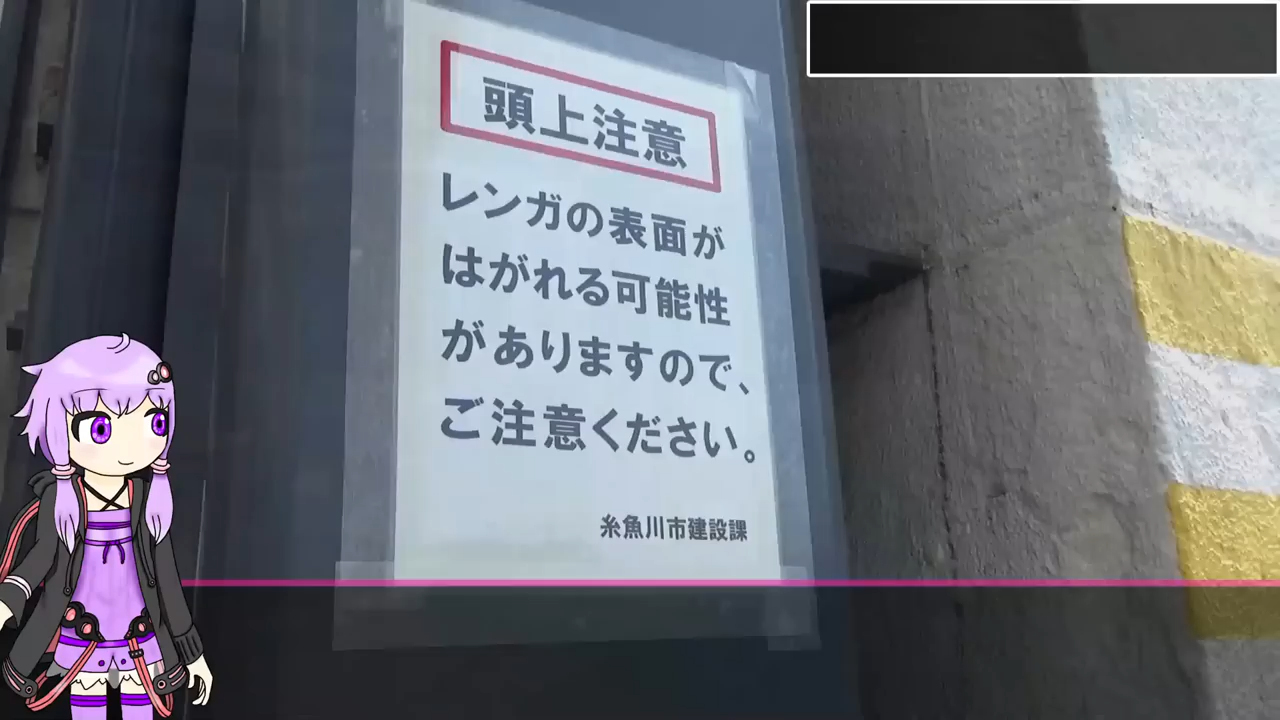 頭上注意
レンガの表面が
はがれる可能性
がありますので、
ご注意ください。
糸魚川市建設課